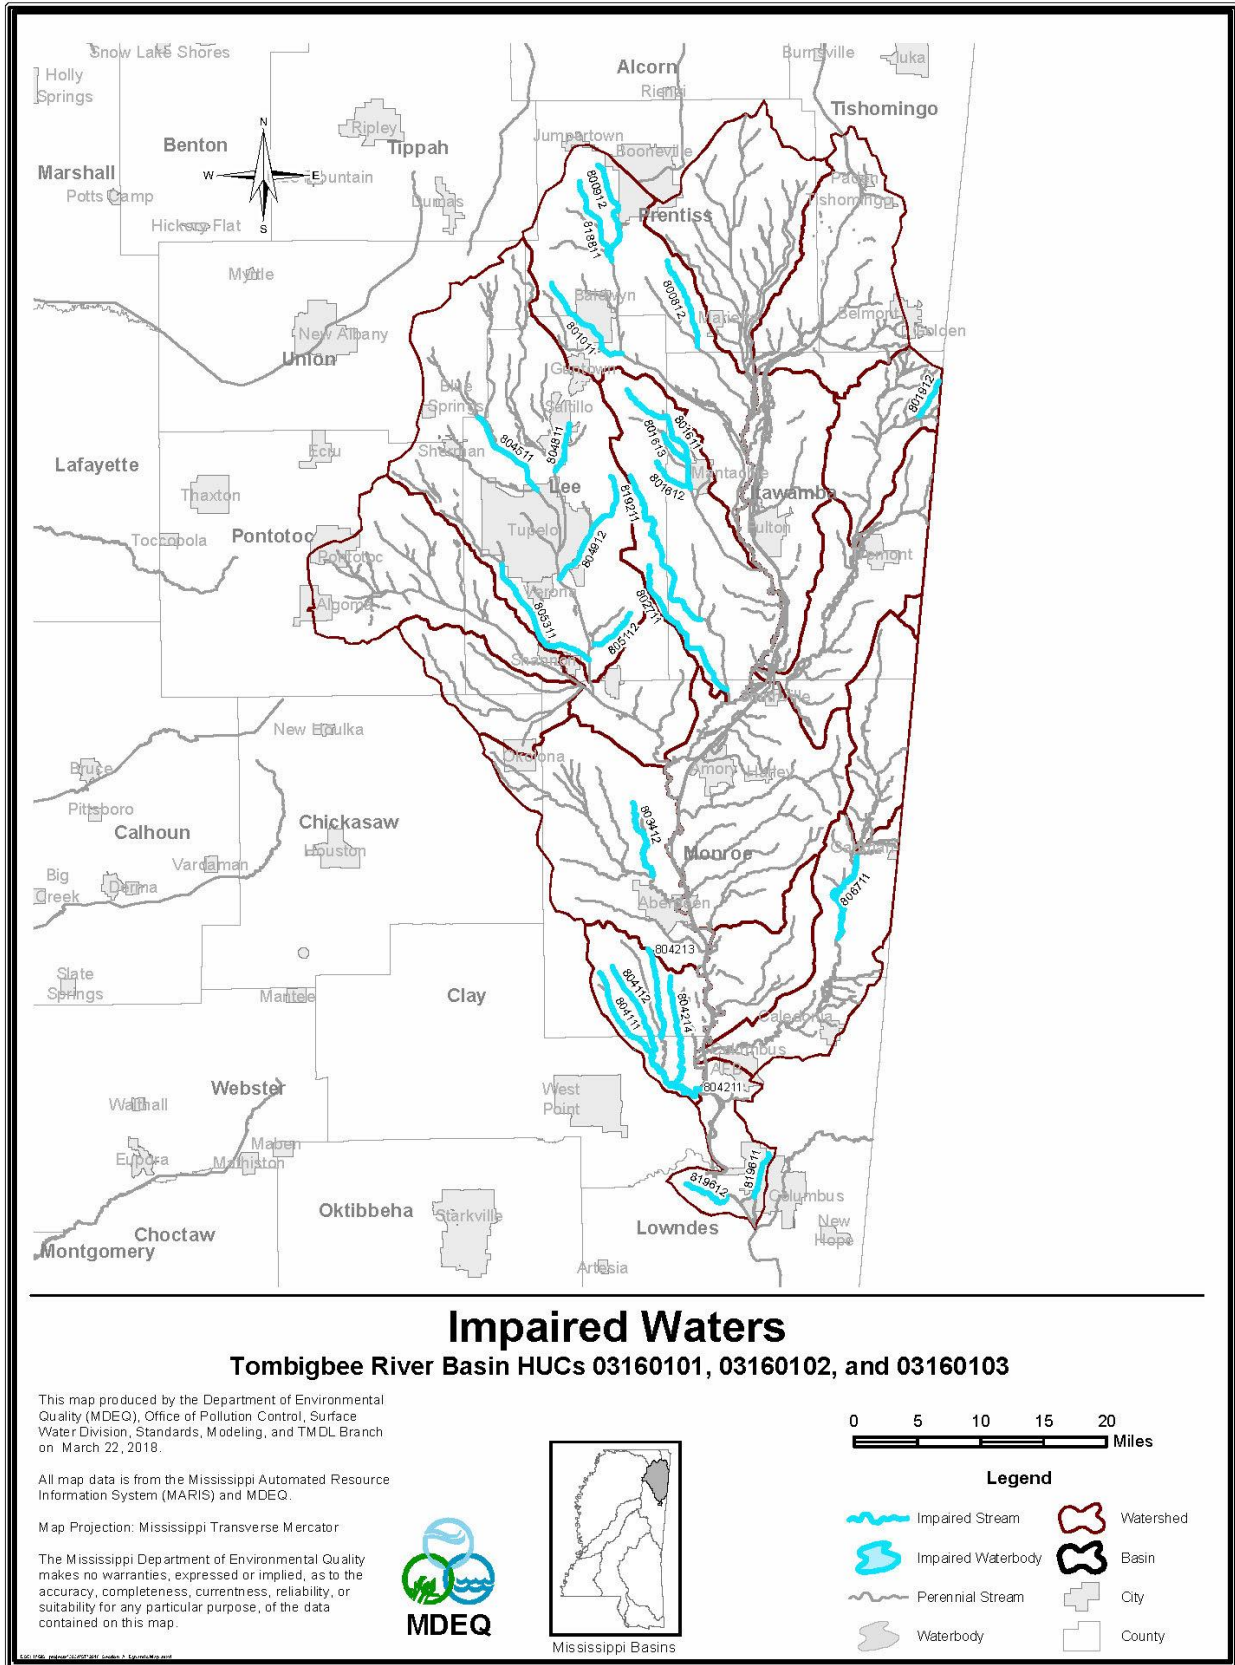 Snow Lake Shores
Burnsville
Iuka
Alcorn
Holly
Springs
Rienzi
Tishomingo
Ripley
Jumpertown
Benton
Tippah
Booneville
N
Marshall
W
E
S
Potts Camp
Dumas
Paden
Tishomingo
800912
Prentiss
Hickory Flat
818811
Myrtle
800812
Baldwyn
Marietta
Belmont
Golden
New Albany
801011
Union
Guntown
801912
Blue
Springs
Saltillo
801611
801613
804511
804811
Ecru
Sherman
Mantachie
Lafayette
801612
Lee
Itawamba
Thaxton
819211
Tupelo
Fulton
Toccopola
Pontotoc
804912
Pontotoc
Tremont
Verona
Algoma
805311
802711
805112
Shannon
Smithville
New Houlka
Okolona
Bruce
Amory
Hatley
Pittsboro
Calhoun
Chickasaw
803412
Houston
Monroe
Vardaman
Big
Creek
Derma
806711
Aberdeen
804213
Slate
Springs
804112
Mantee
Clay
804111
804214
Caledonia
Columbus
AFB
Webster
804211
West
Point
Walthall
Maben
Eupora
Mathiston
819611
819612
Columbus
Oktibbeha
Starkville
Lowndes
Choctaw
New
Hope
Montgomery
Artesia
Impaired Waters
Tombigbee River Basin HUCs 03160101, 03160102, and 03160103
This map produced by the Department of Environmental
Quality (MDEQ), Office of Pollution Control, Surface
Water Division, Standards, Modeling, and TMDL Branch
on March 22, 2018.
All map data is from the Mississippi Automated Resource
Information System (MARIS) and MDEQ.
Map Projection: Mississippi Transverse Mercator
The Mississippi Department of Environmental Quality
makes no warranties, expressed or implied, as to the
accuracy, completeness, currentness, reliability, or
suitability for any particular purpose, of the data
contained on this map.
MDEQ
Mississippi Basins
0 5 10 15 20
Miles
Legend
Impaired Stream
Watershed
Impaired Waterbody
Basin
Perennial Stream
City
Waterbody
County